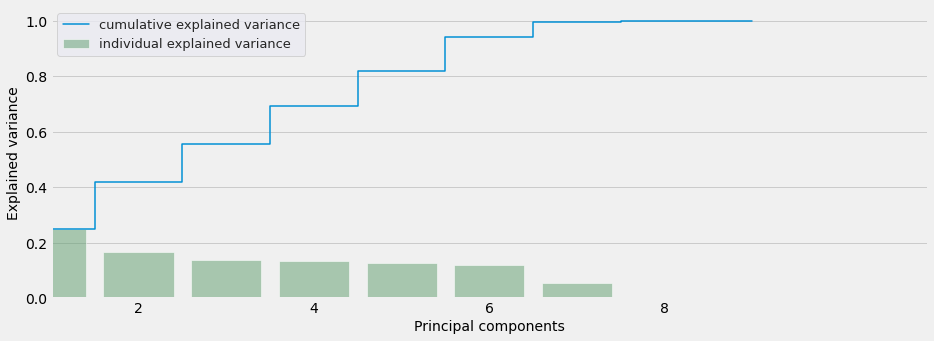 cumulative explained variance
individual explained variance
Explained variance
1.0
0.8
0.6
0.4
0.2
0.0
2 4 6 8
Principal components